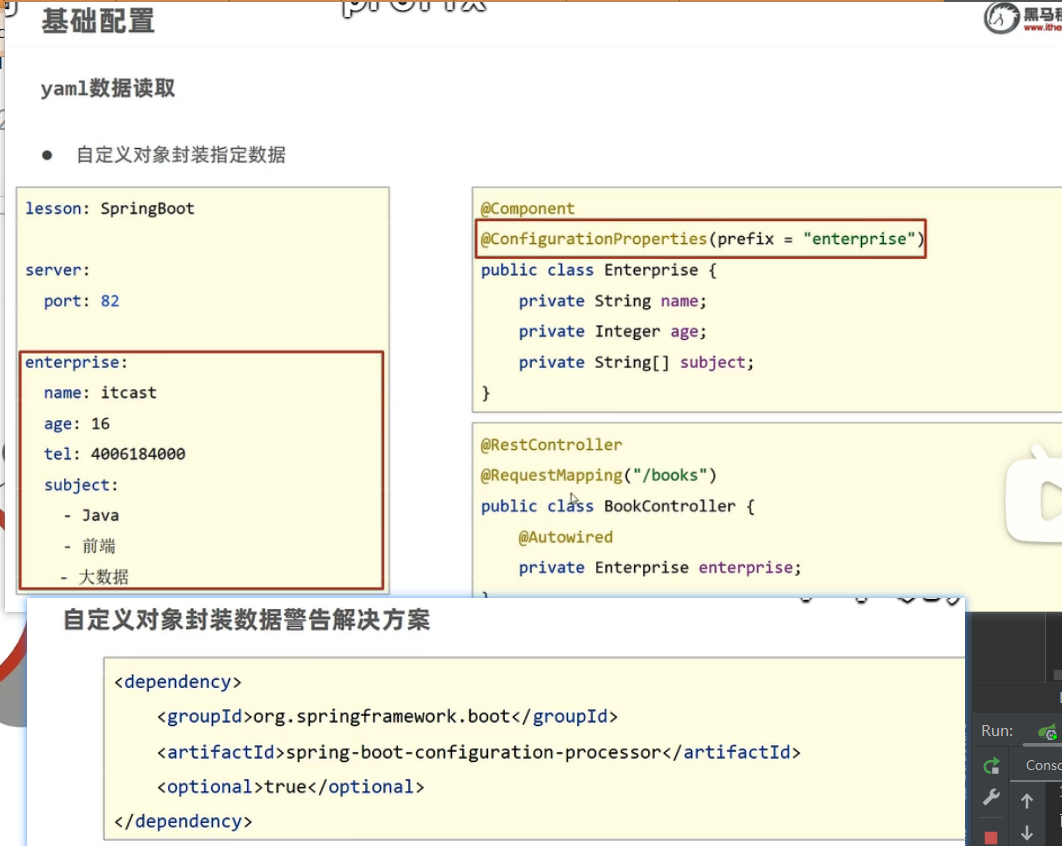 prefix
基础配置
黑马程
www.ithe
yaml数据读取
● 自定义对象封装指定数据
lesson: SpringBoot
server:
port: 82
enterprise:
name: itcast
age: 16
tel: 4006184000
subject:
- Java
- 前端
- 大数据
@Component
@ConfigurationProperties(prefix = "enterprise")
public class Enterprise {
private String name;
private Integer age;
private String[] subject;
}
@RestController
@RequestMapping("/books")
public class BookController {
@Autowired
private Enterprise enterprise;
}
自定义对象封装数据警告解决方案
<dependency>
<groupId>org.springframework.boot</groupId>
<artifactId>spring-boot-configuration-processor</artifactId>
<optional>true</optional>
</dependency>
Run:
Conso